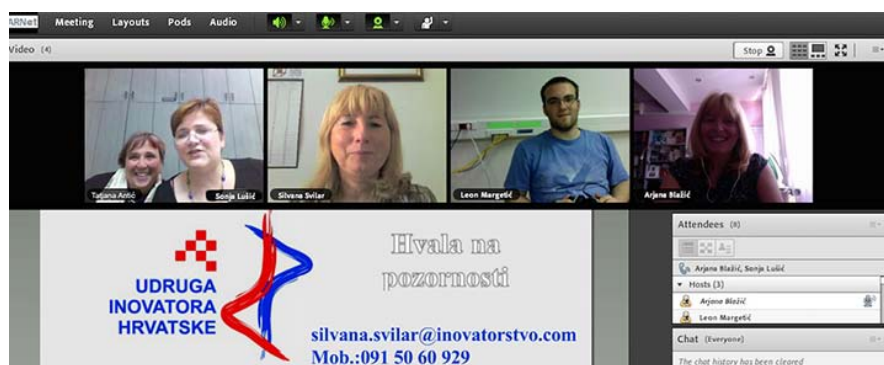 ARNet Meeting Layouts Pods Audio
Video (4)
Stop
Tatjana Antić
Sonja Lušić
Silvana Svilar
Leon Margetić
Arjana Blažić
UDRUGA
INOVATORA
HRVATSKE
Hvala na
pozornosti
silvana.svilar@inovatorstvo.com
Mob.:091 50 60 929
Attendees (8)
Arjana Blažić, Sonja Lušić
Hosts (3)
Arjana Blažić
Leon Margetić
Chat (Everyone)
The chat history has been cleared